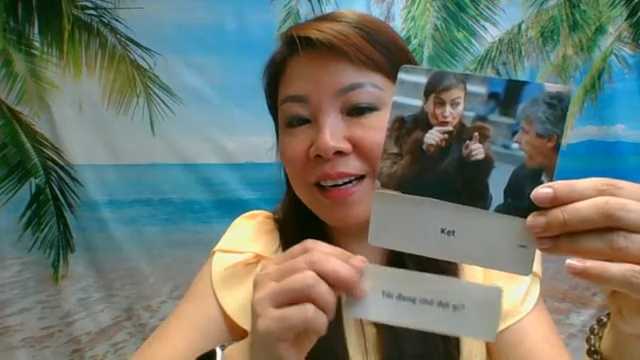 Kẹt
Tôi đang chờ đợi gì?